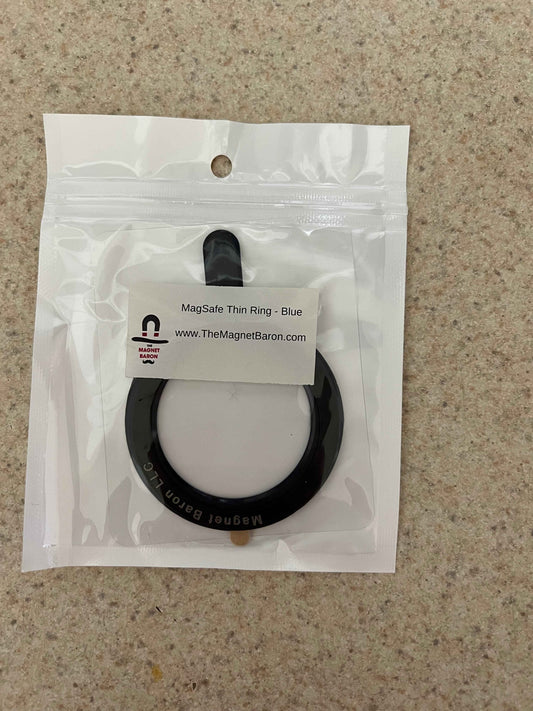 MagSafe Thin Ring - Blue
www.TheMagnetBaron.com
THE
MAGNET
BARON
Magnet Baron LLC